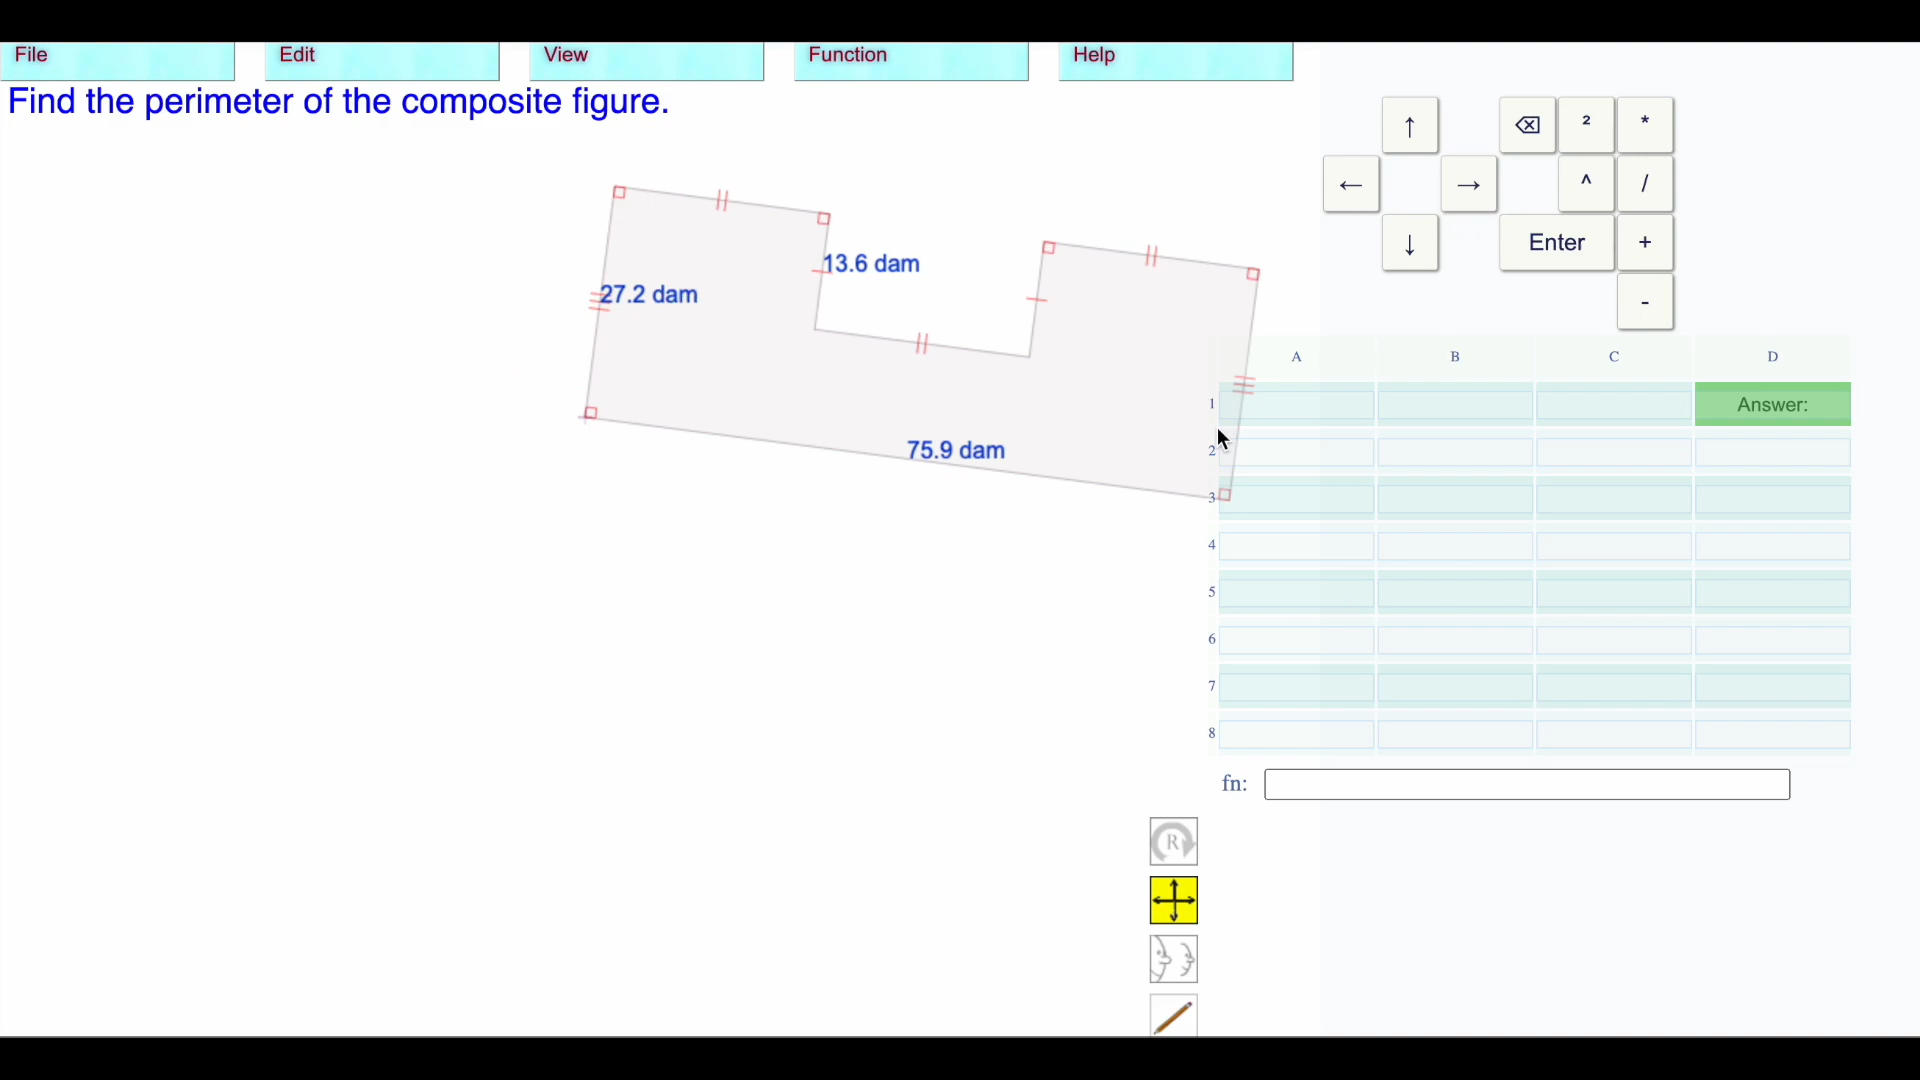 File Edit View Function Help
Find the perimeter of the composite figure.
↑ ⌫ ² *
← → ^ /
↓ Enter +
-
13.6 dam
27.2 dam
75.9 dam
A B C D
1 Answer:
2
3
4
5
6
7
8
fn:
R